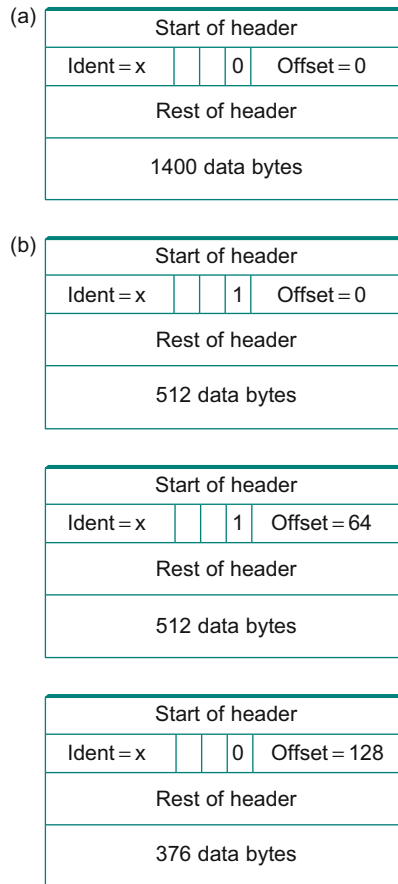 (a)
Start of header
Ident = x 0 Offset = 0
Rest of header
1400 data bytes
(b)
Start of header
Ident = x 1 Offset = 0
Rest of header
512 data bytes
Start of header
Ident = x 1 Offset = 64
Rest of header
512 data bytes
Start of header
Ident = x 0 Offset = 128
Rest of header
376 data bytes